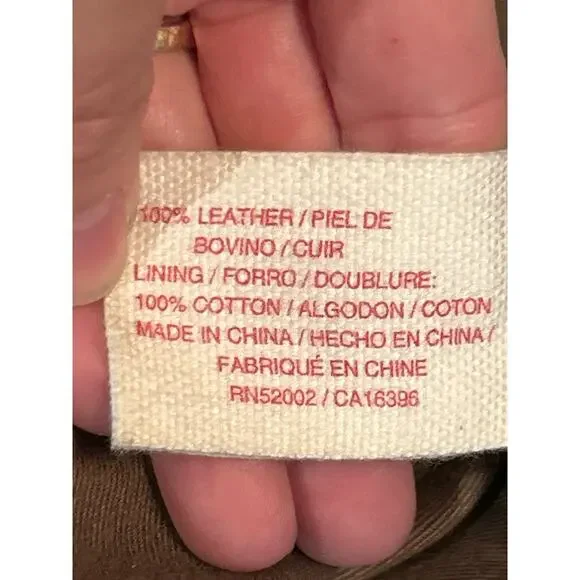 100% LEATHER / PIEL DE
BOVINO / CUIR
LINING / FORRO / DOUBLURE:
100% COTTON / ALGODON / COTON
MADE IN CHINA / HECHO EN CHINA /
FABRIQUÉ EN CHINE
RN52002 / CA16396